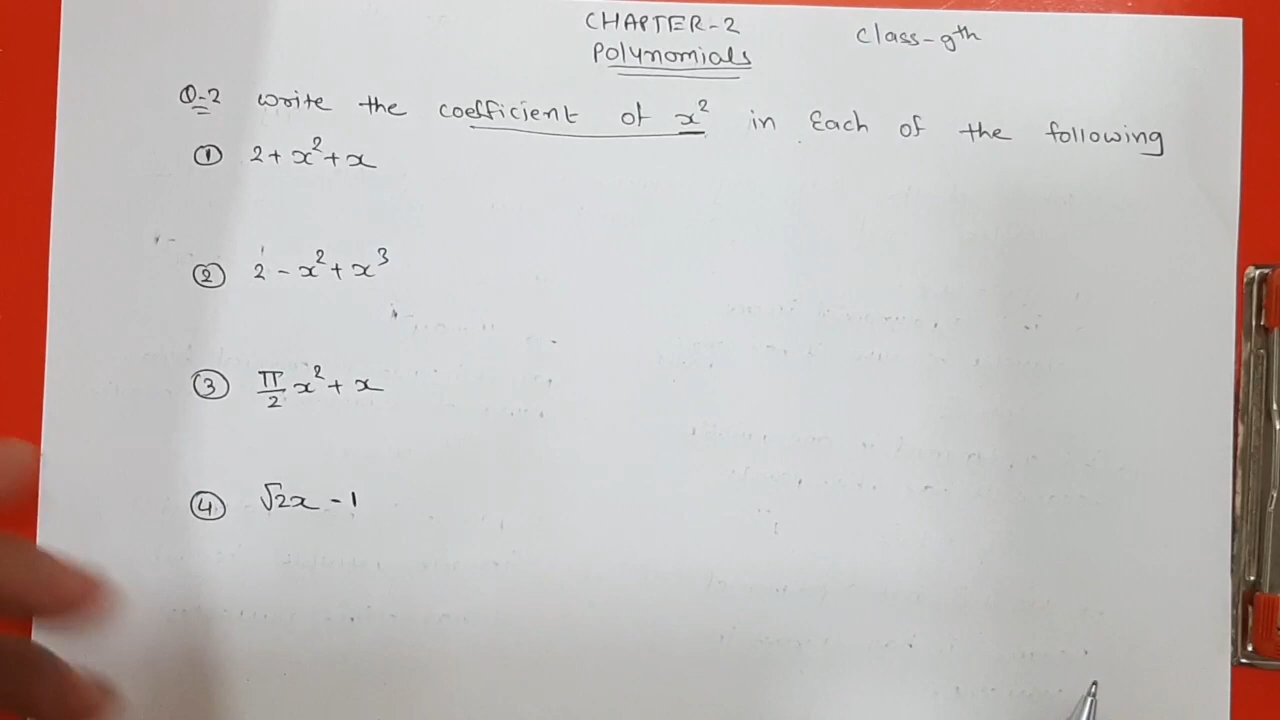 CHAPTER-2
Class-9th
Polynomials
Q-2 write the coefficient of x² in Each of the following
① 2 + x² + x
② 2 - x² + x³
③ π/2 x² + x
④ √2x - 1